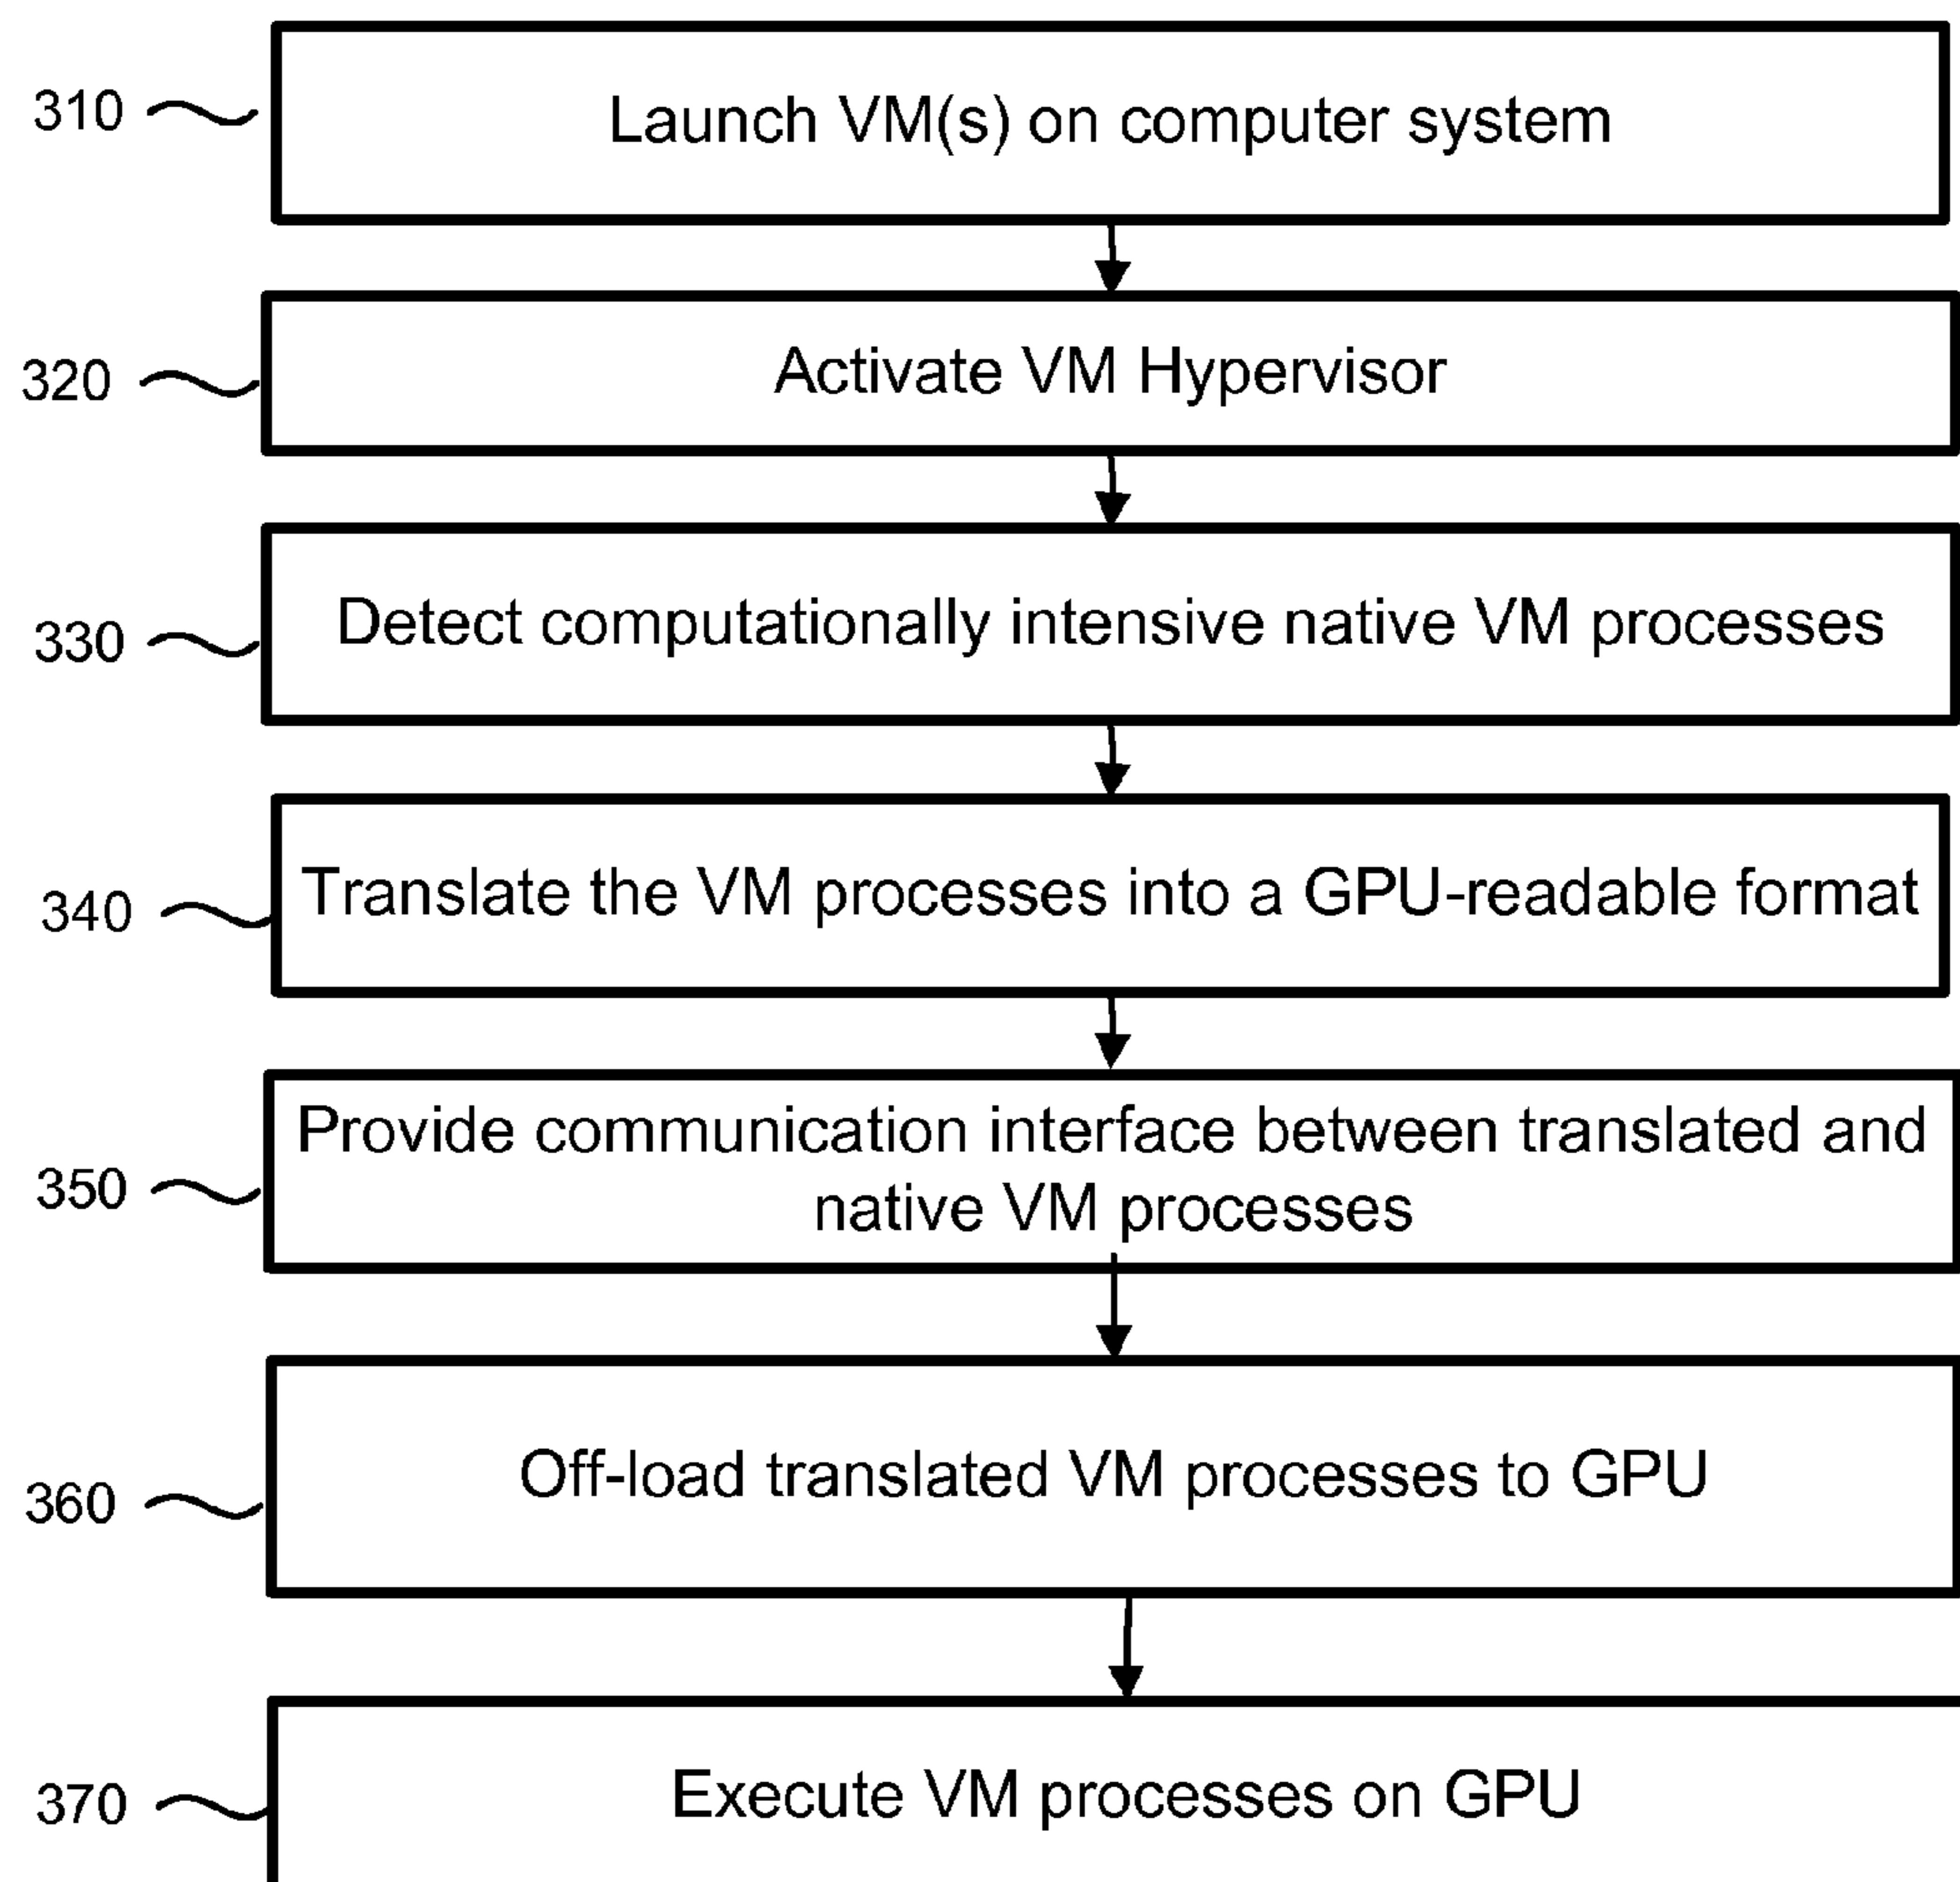 310
Launch VM(s) on computer system
320
Activate VM Hypervisor
330
Detect computationally intensive native VM processes
340
Translate the VM processes into a GPU-readable format
350
Provide communication interface between translated and
native VM processes
360
Off-load translated VM processes to GPU
370
Execute VM processes on GPU